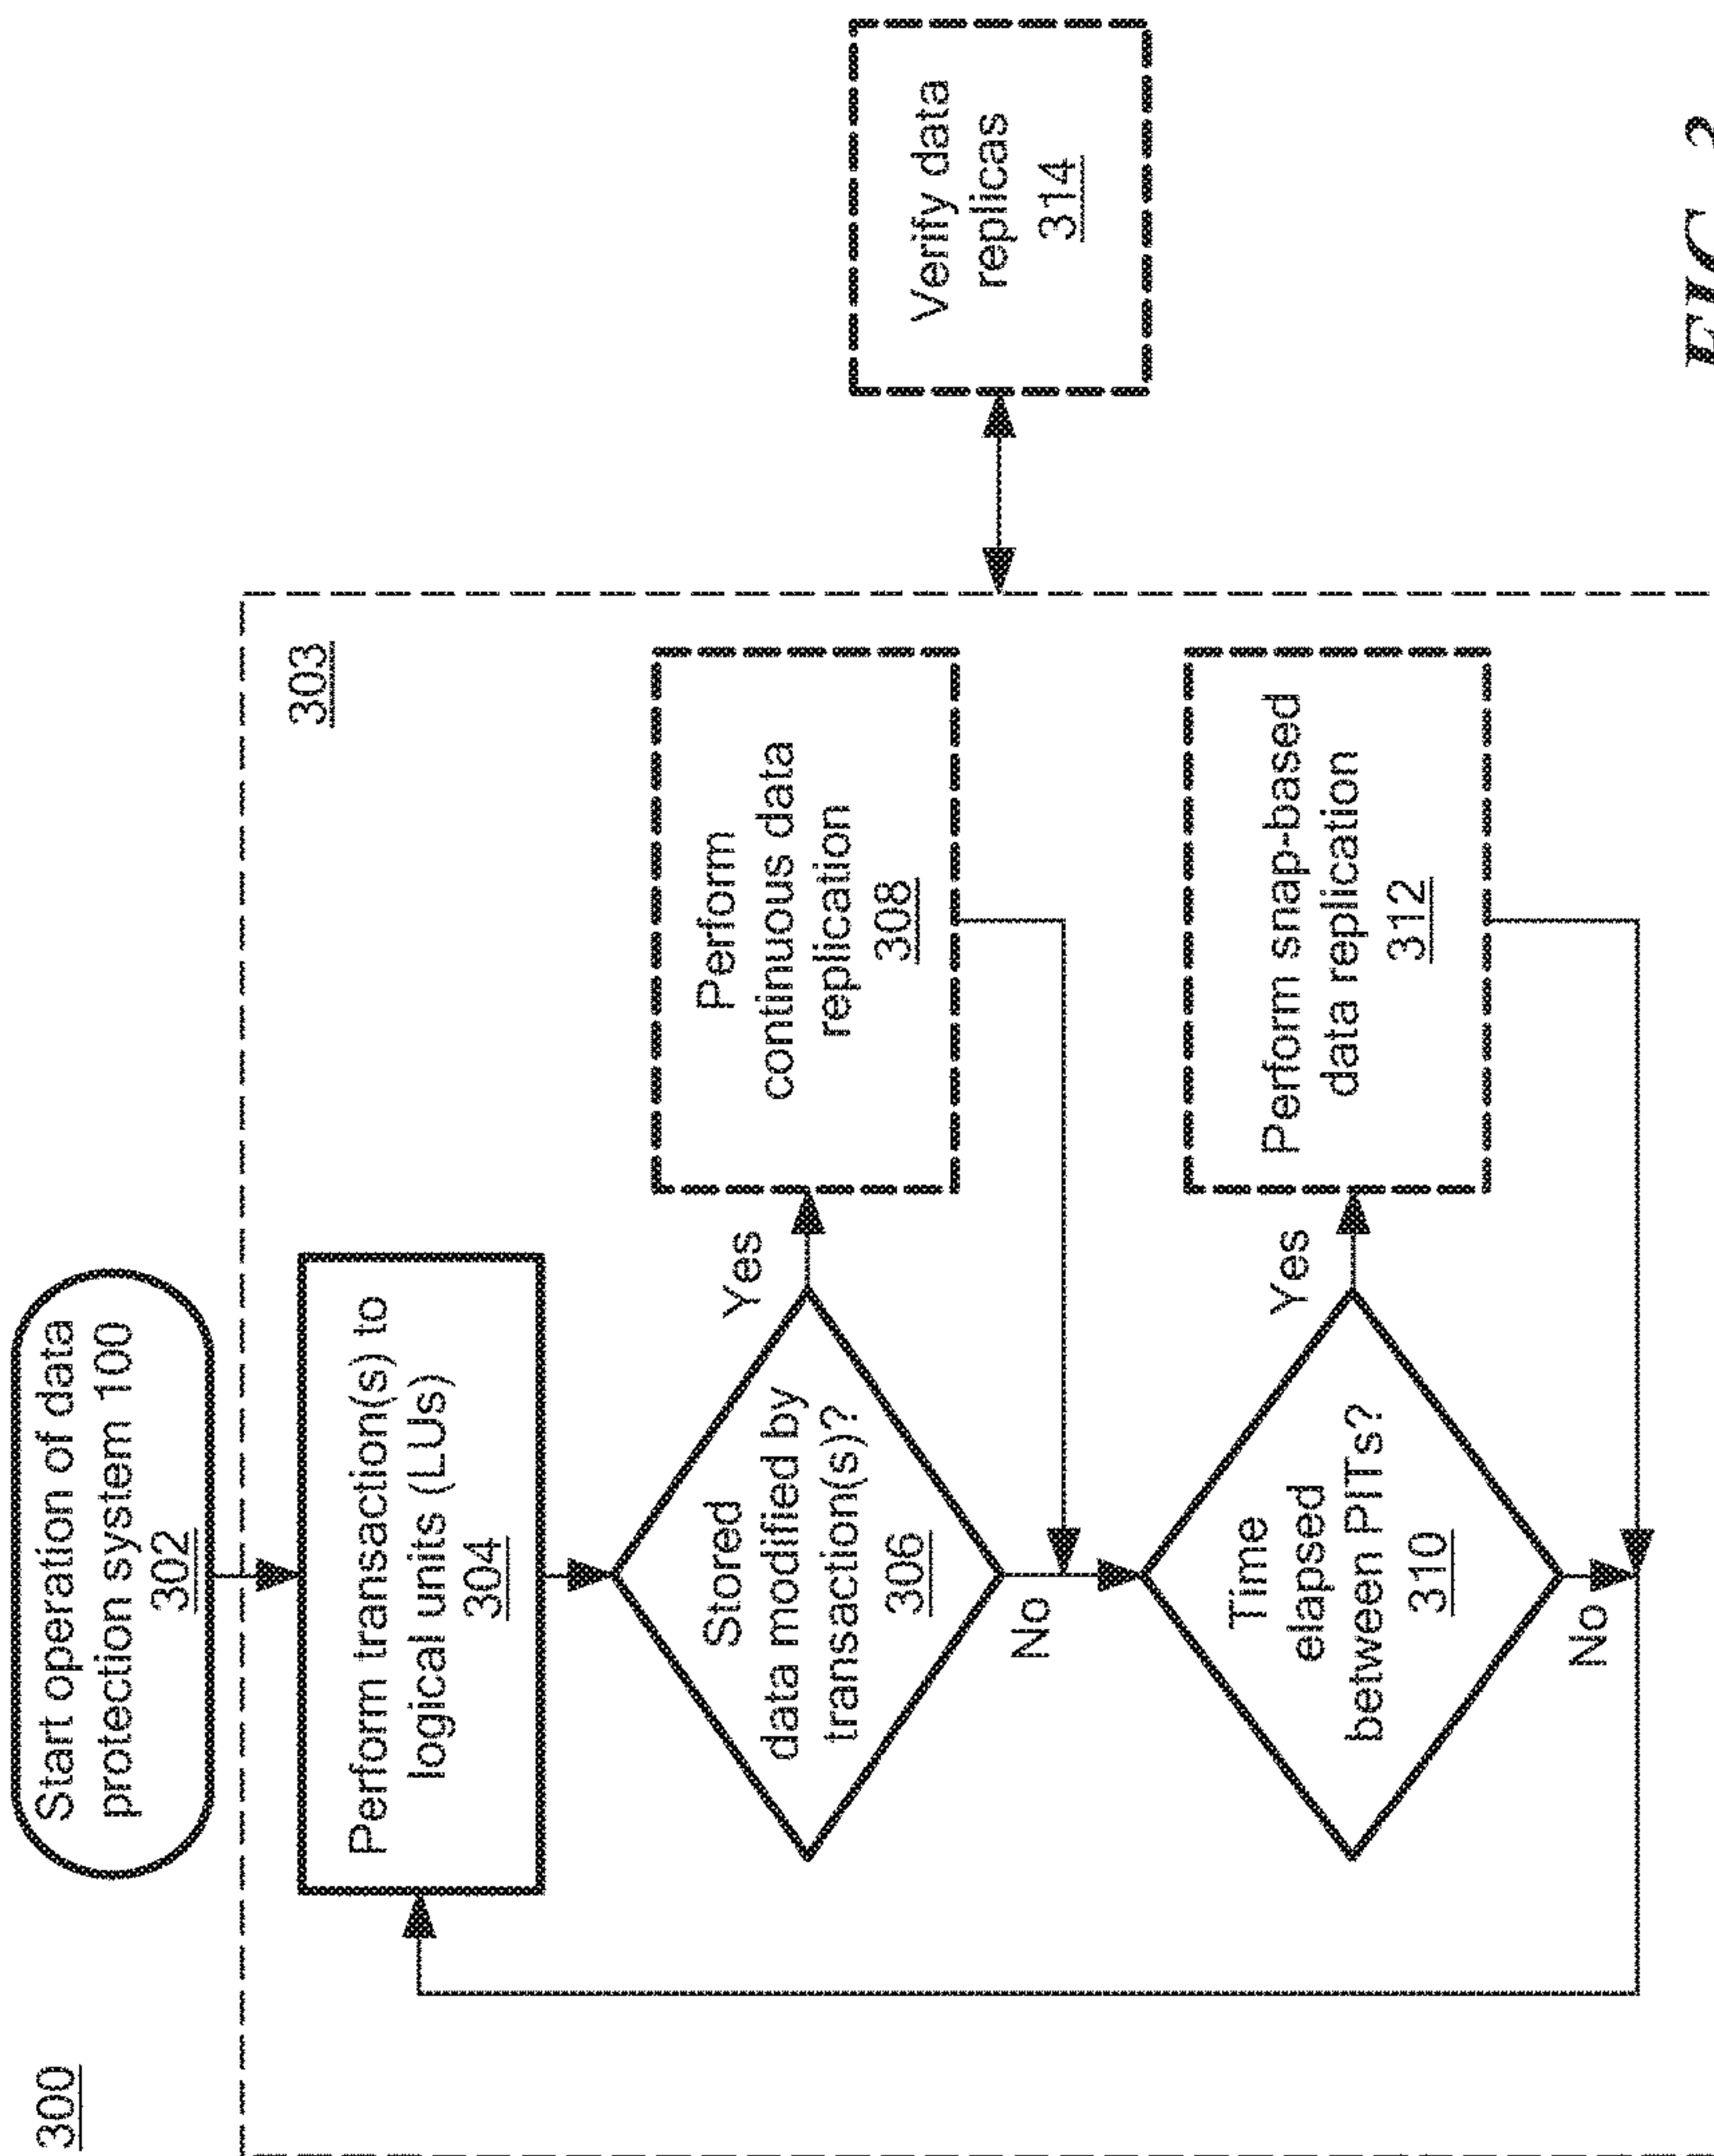 300
Start operation of data
protection system 100
302
303
Perform transaction(s) to
logical units (LUs)
304
Stored
data modified by
transaction(s)?
306
Yes
No
Perform
continuous data
replication
308
Time
elapsed
between PITs?
310
Yes
No
Perform snap-based
data replication
312
Verify data
replicas
314
FIG. 3